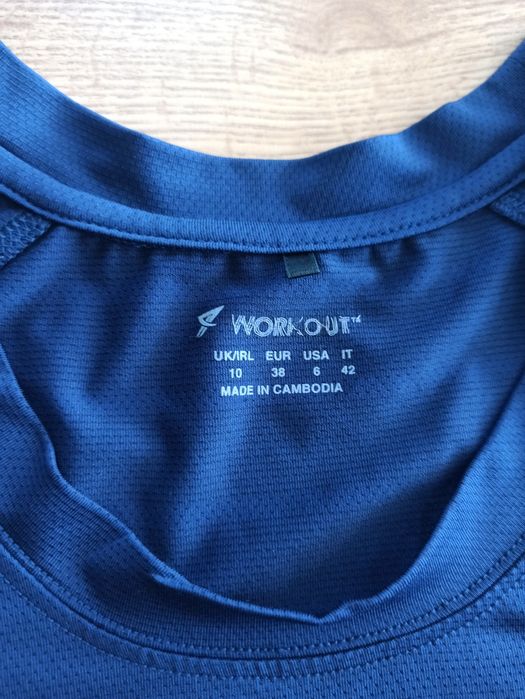 WORKOUT™
UK/IRL EUR USA IT
10 38 6 42
MADE IN CAMBODIA